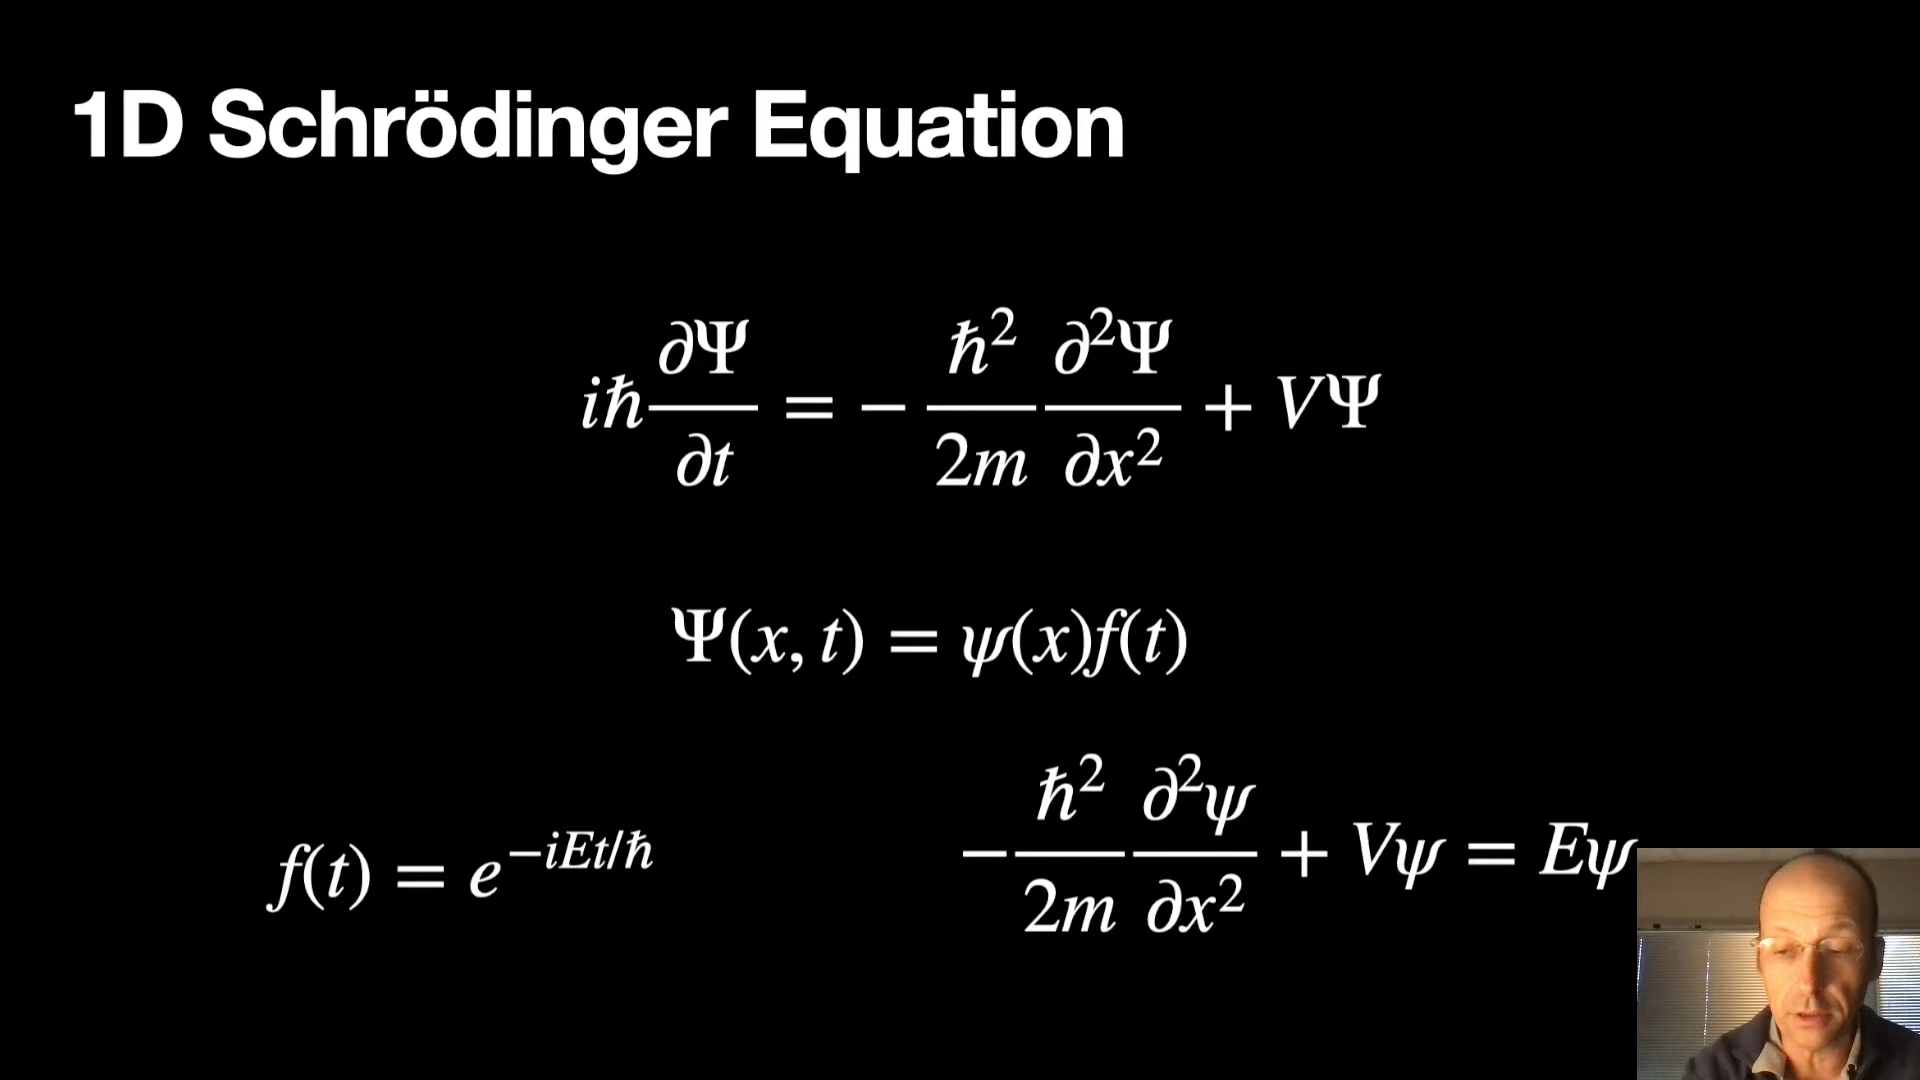 1D Schrödinger Equation
iℏ ∂Ψ/∂t = − ℏ²/2m ∂²Ψ/∂x² + VΨ
Ψ(x, t) = ψ(x)f(t)
f(t) = e^{−iEt/ℏ}
− ℏ²/2m ∂²ψ/∂x² + Vψ = Eψ